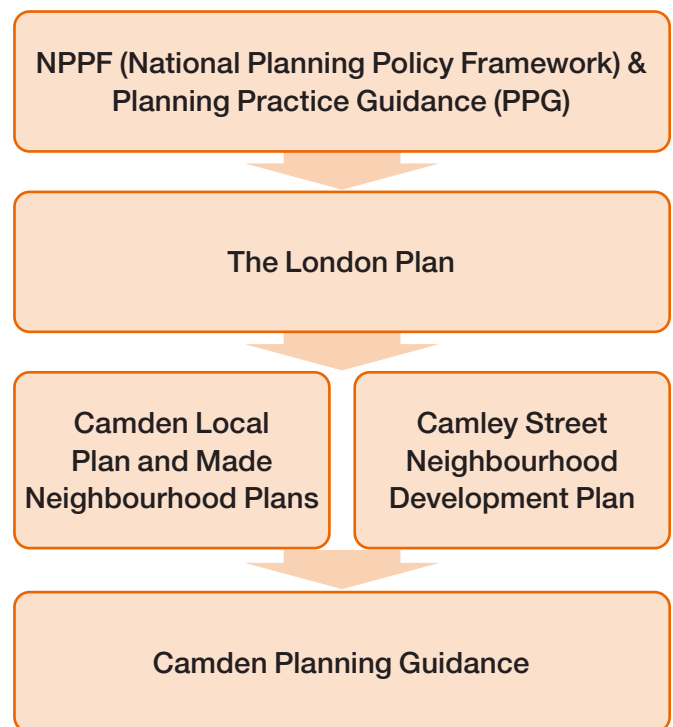 NPPF (National Planning Policy Framework) &
Planning Practice Guidance (PPG)
The London Plan
Camden Local
Plan and Made
Neighbourhood Plans
Camley Street
Neighbourhood
Development Plan
Camden Planning Guidance